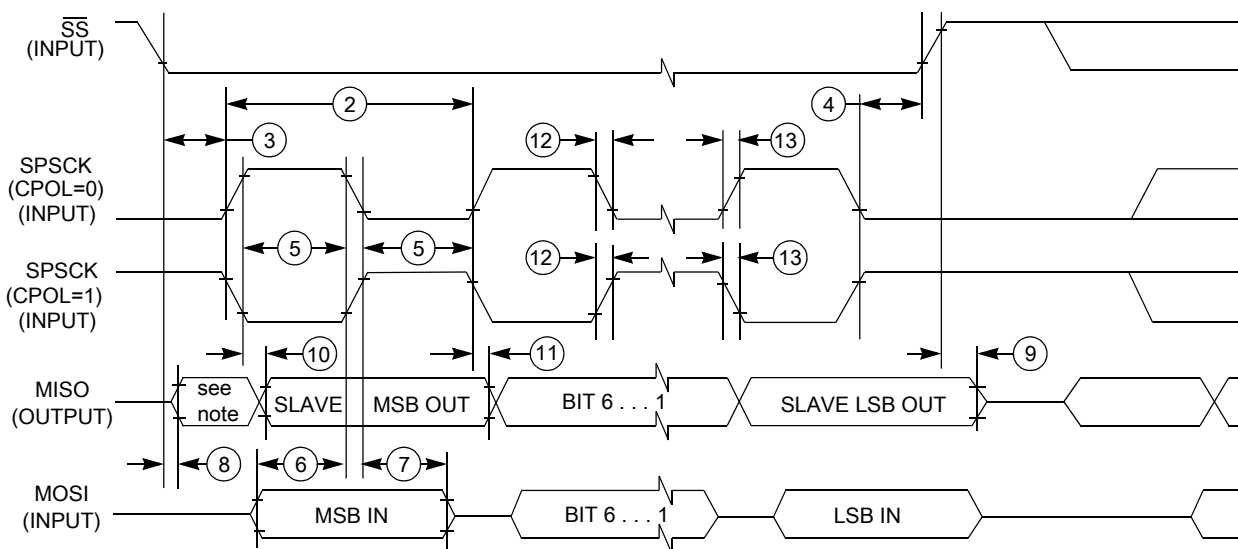 SS
(INPUT)
2
4
3
12
13
SPSCK
(CPOL=0)
(INPUT)
5
5
SPSCK
(CPOL=1)
(INPUT)
12
13
10
11
9
MISO
(OUTPUT)
see
note
SLAVE
MSB OUT
BIT 6 . . . 1
SLAVE LSB OUT
8
6
7
MOSI
(INPUT)
MSB IN
BIT 6 . . . 1
LSB IN